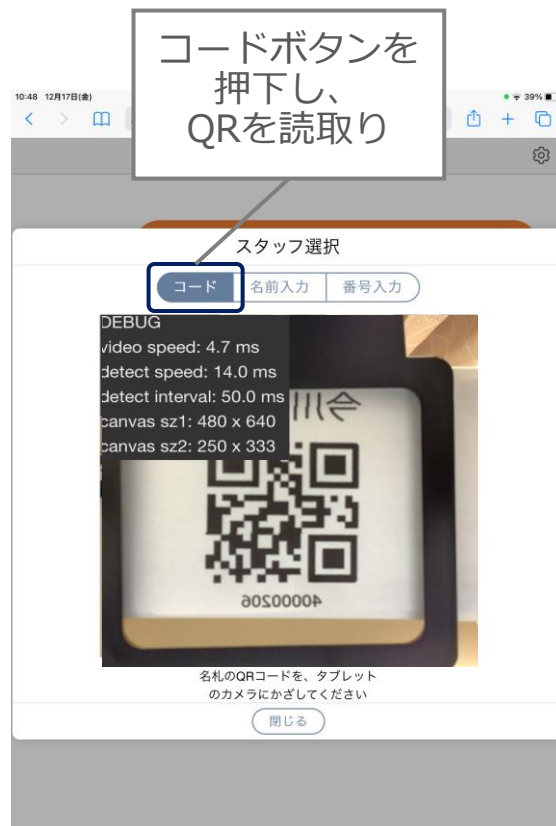 コードボタンを
押下し、
QRを読取り
10:48 12月17日(金)
39%
スタッフ選択
コード 名前入力 番号入力
DEBUG
video speed: 4.7 ms
detect speed: 14.0 ms
detect interval: 50.0 ms
canvas sz1: 480 x 640
canvas sz2: 250 x 333
今川
40000206
名札のQRコードを、タブレット
のカメラにかざしてください
閉じる